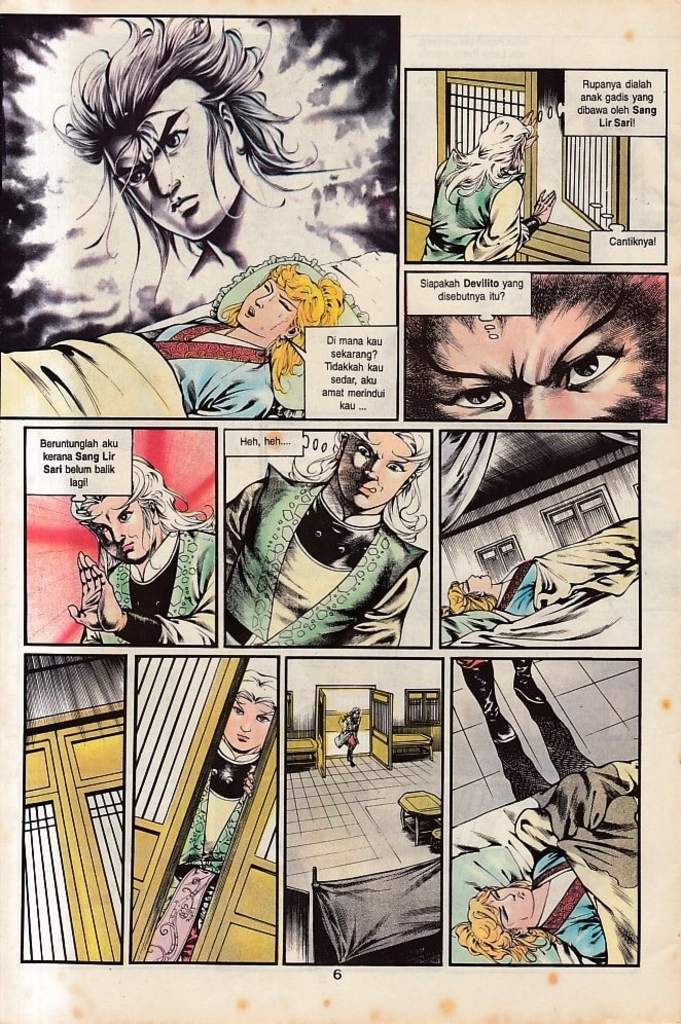 Di mana kau
sekarang?
Tidakkah kau
sedar, aku
amat merindui
kau ...
Rupanya dialah
anak gadis yang
dibawa oleh Sang
Lir Sari!
Cantiknya!
Siapakah Devilito yang
disebutnya itu?
Beruntunglah aku
kerana Sang Lir
Sari belum balik
lagi!
Heh, heh....
6